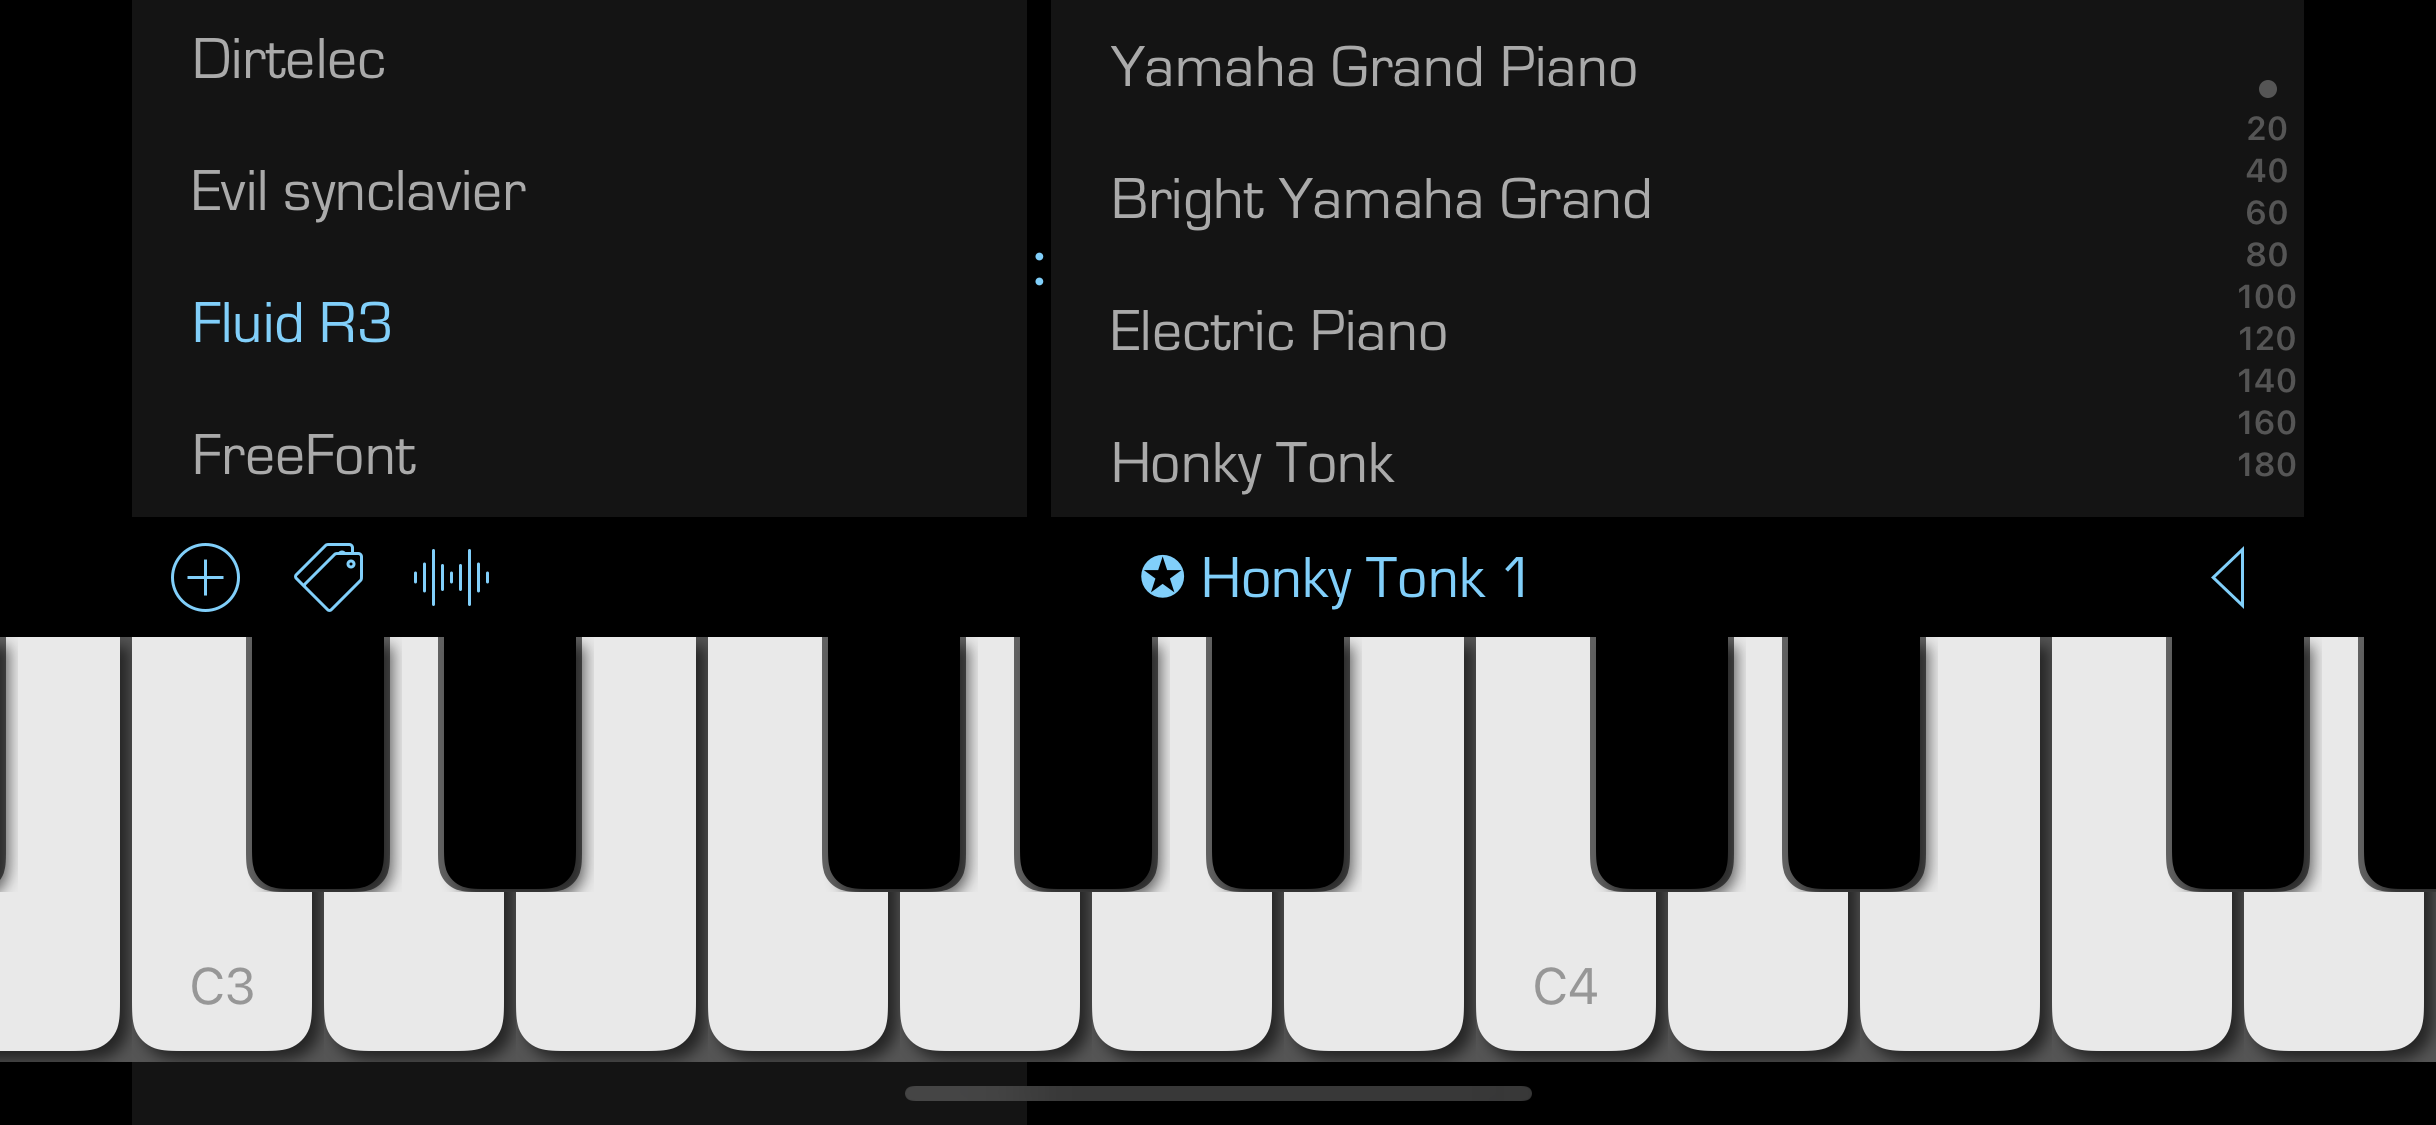 Dirtelec
Evil synclavier
Fluid R3
FreeFont
Yamaha Grand Piano
Bright Yamaha Grand
Electric Piano
Honky Tonk
20
40
60
80
100
120
140
160
180
Honky Tonk 1
C3
C4